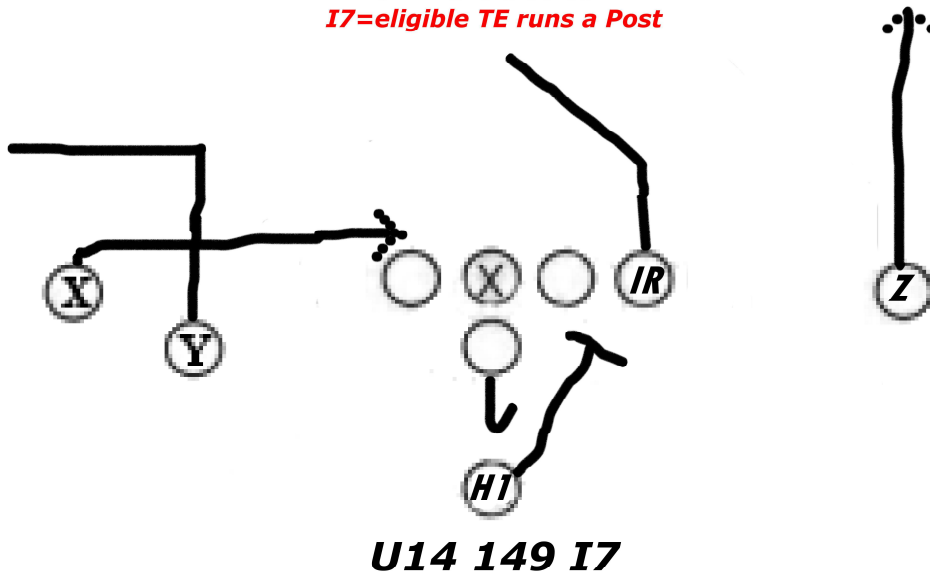 I7=eligible TE runs a Post
X X IR Z
Y
H1
U14 149 I7